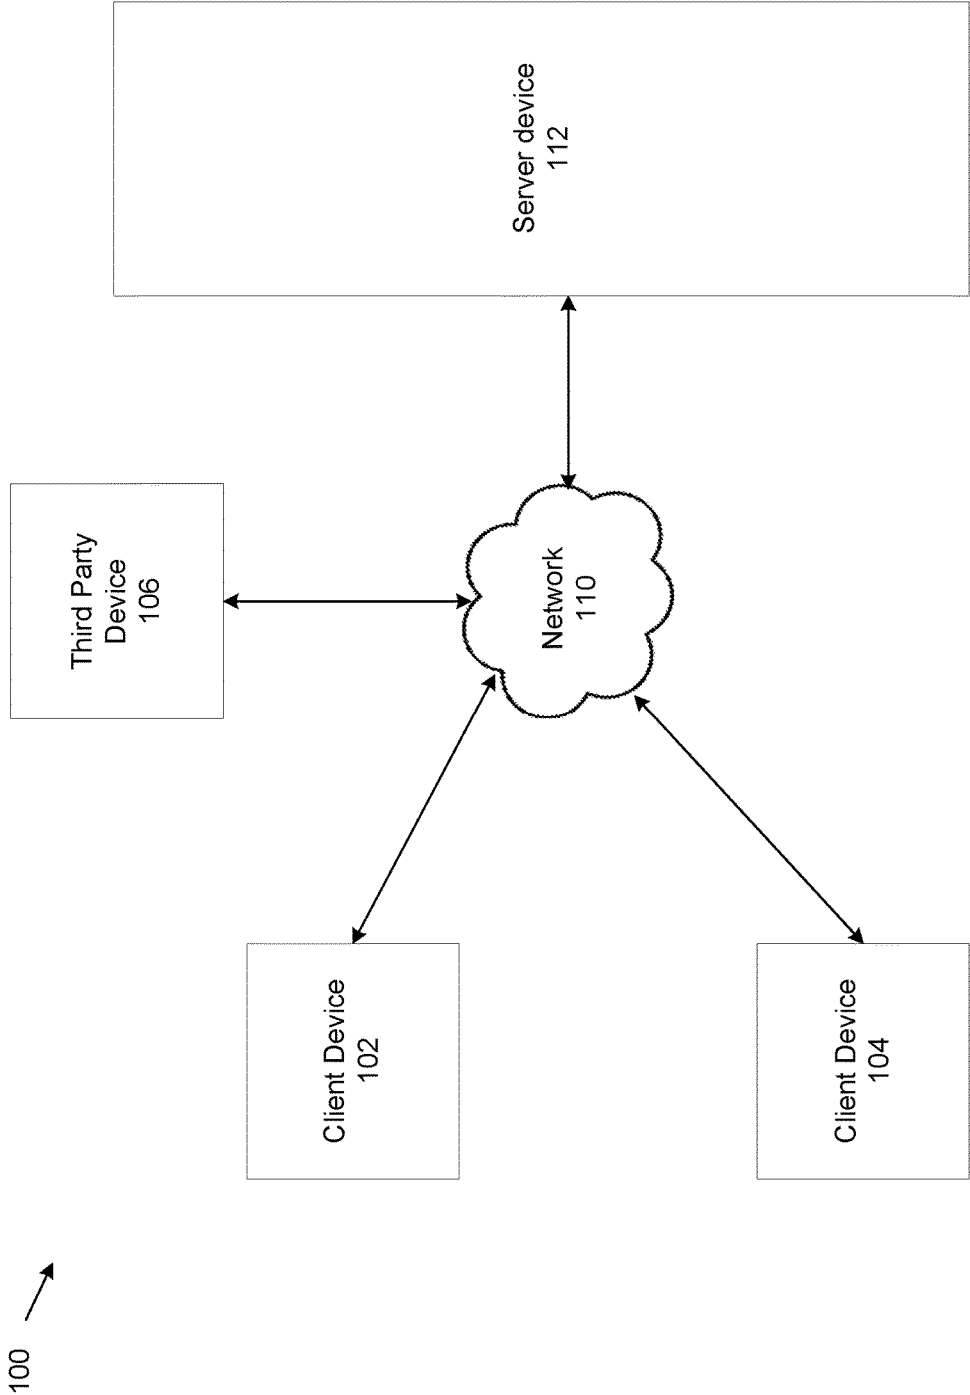 100
Third Party
Device
106
Client Device
102
Network
110
Server device
112
Client Device
104